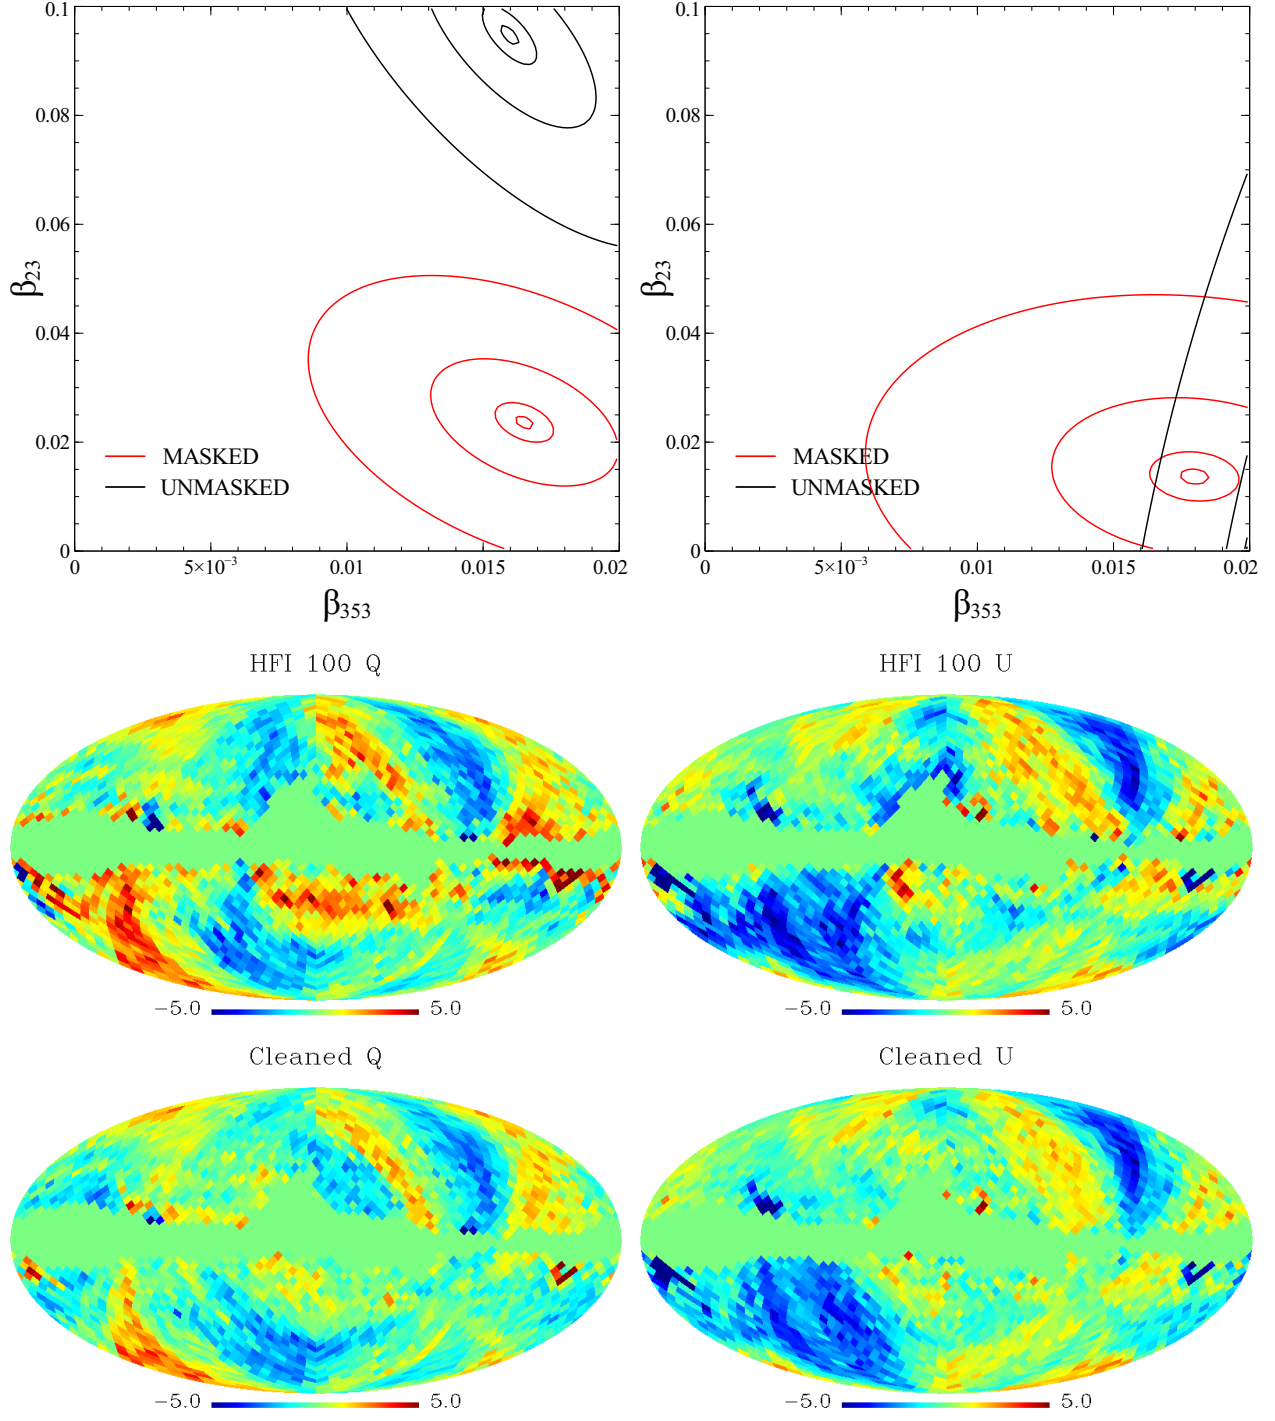 0.1 0.1
0.08 0.08
0.06 0.06
β23 β23
0.04 0.04
0.02 0.02
MASKED MASKED
UNMASKED UNMASKED
0 0
0 5×10⁻³ 0.01 0.015 0.02 0 5×10⁻³ 0.01 0.015 0.02
β353 β353
HFI 100 Q HFI 100 U
−5.0 5.0 −5.0 5.0
Cleaned Q Cleaned U
−5.0 5.0 −5.0 5.0